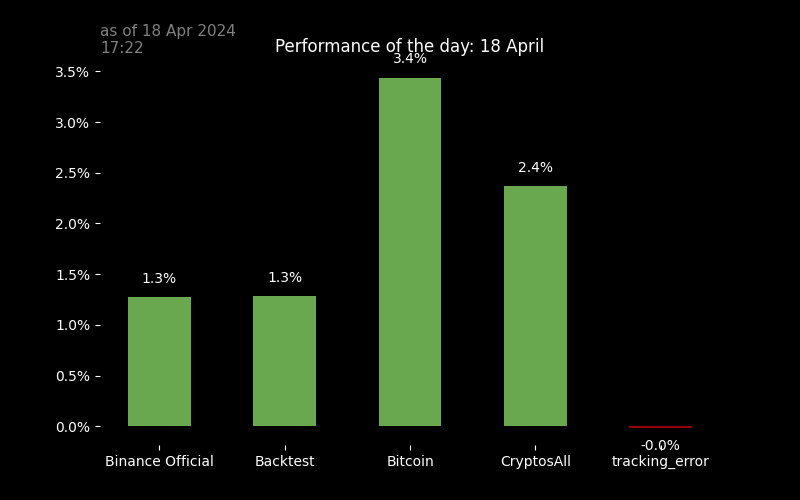 as of 18 Apr 2024
17:22
Performance of the day: 18 April
3.5%
3.0%
2.5%
2.0%
1.5%
1.0%
0.5%
0.0%
1.3%
1.3%
3.4%
2.4%
-0.0%
Binance Official
Backtest
Bitcoin
CryptosAll
tracking_error